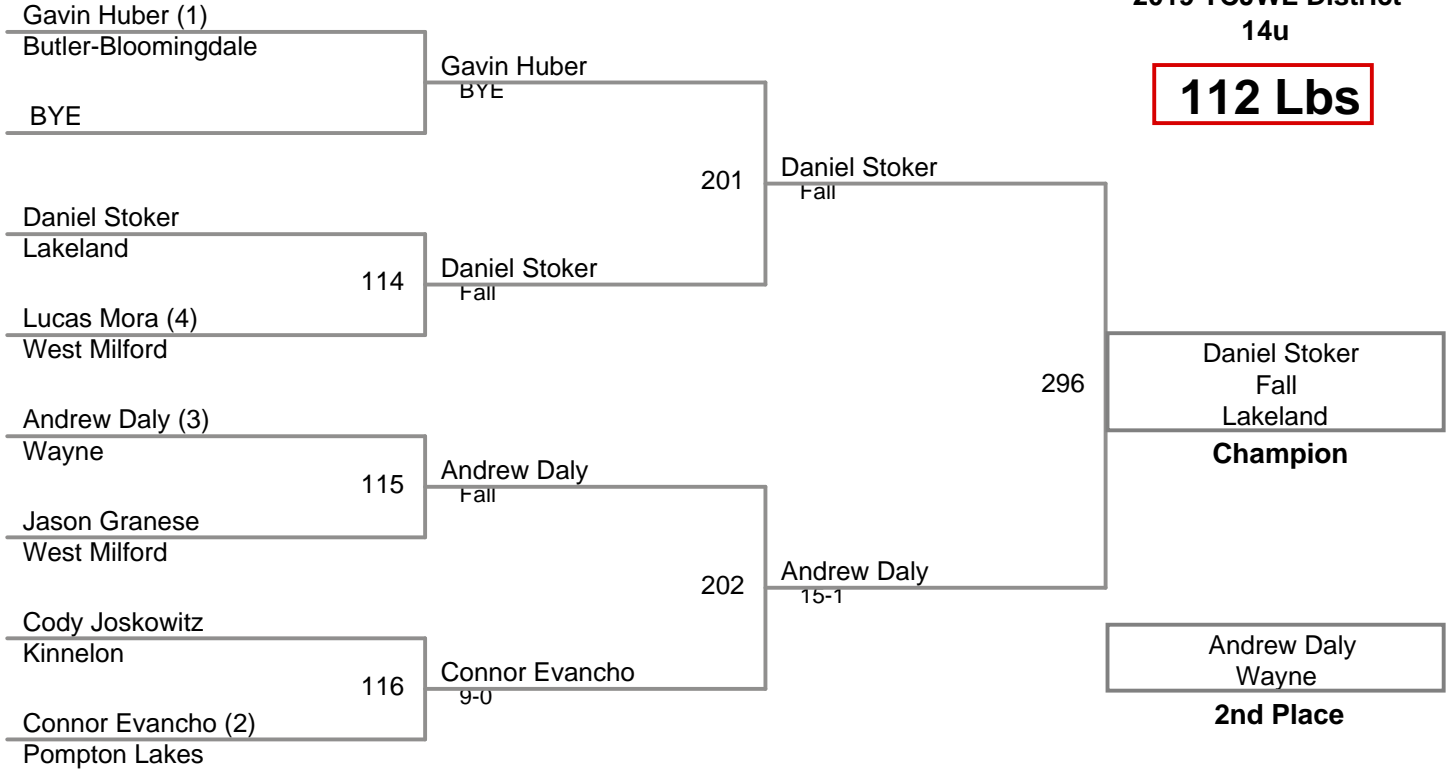 2019 TCJWL District
14u
112 Lbs
Gavin Huber (1)
Butler-Bloomingdale
BYE
Daniel Stoker
Lakeland
114
Lucas Mora (4)
West Milford
Andrew Daly (3)
Wayne
115
Jason Granese
West Milford
Cody Joskowitz
Kinnelon
116
Connor Evancho (2)
Pompton Lakes
Gavin Huber
BYE
201
Daniel Stoker
Fall
Andrew Daly
Fall
202
Connor Evancho
9-0
Daniel Stoker
Fall
296
Andrew Daly
15-1
Daniel Stoker
Fall
Lakeland
Champion
Andrew Daly
Wayne
2nd Place